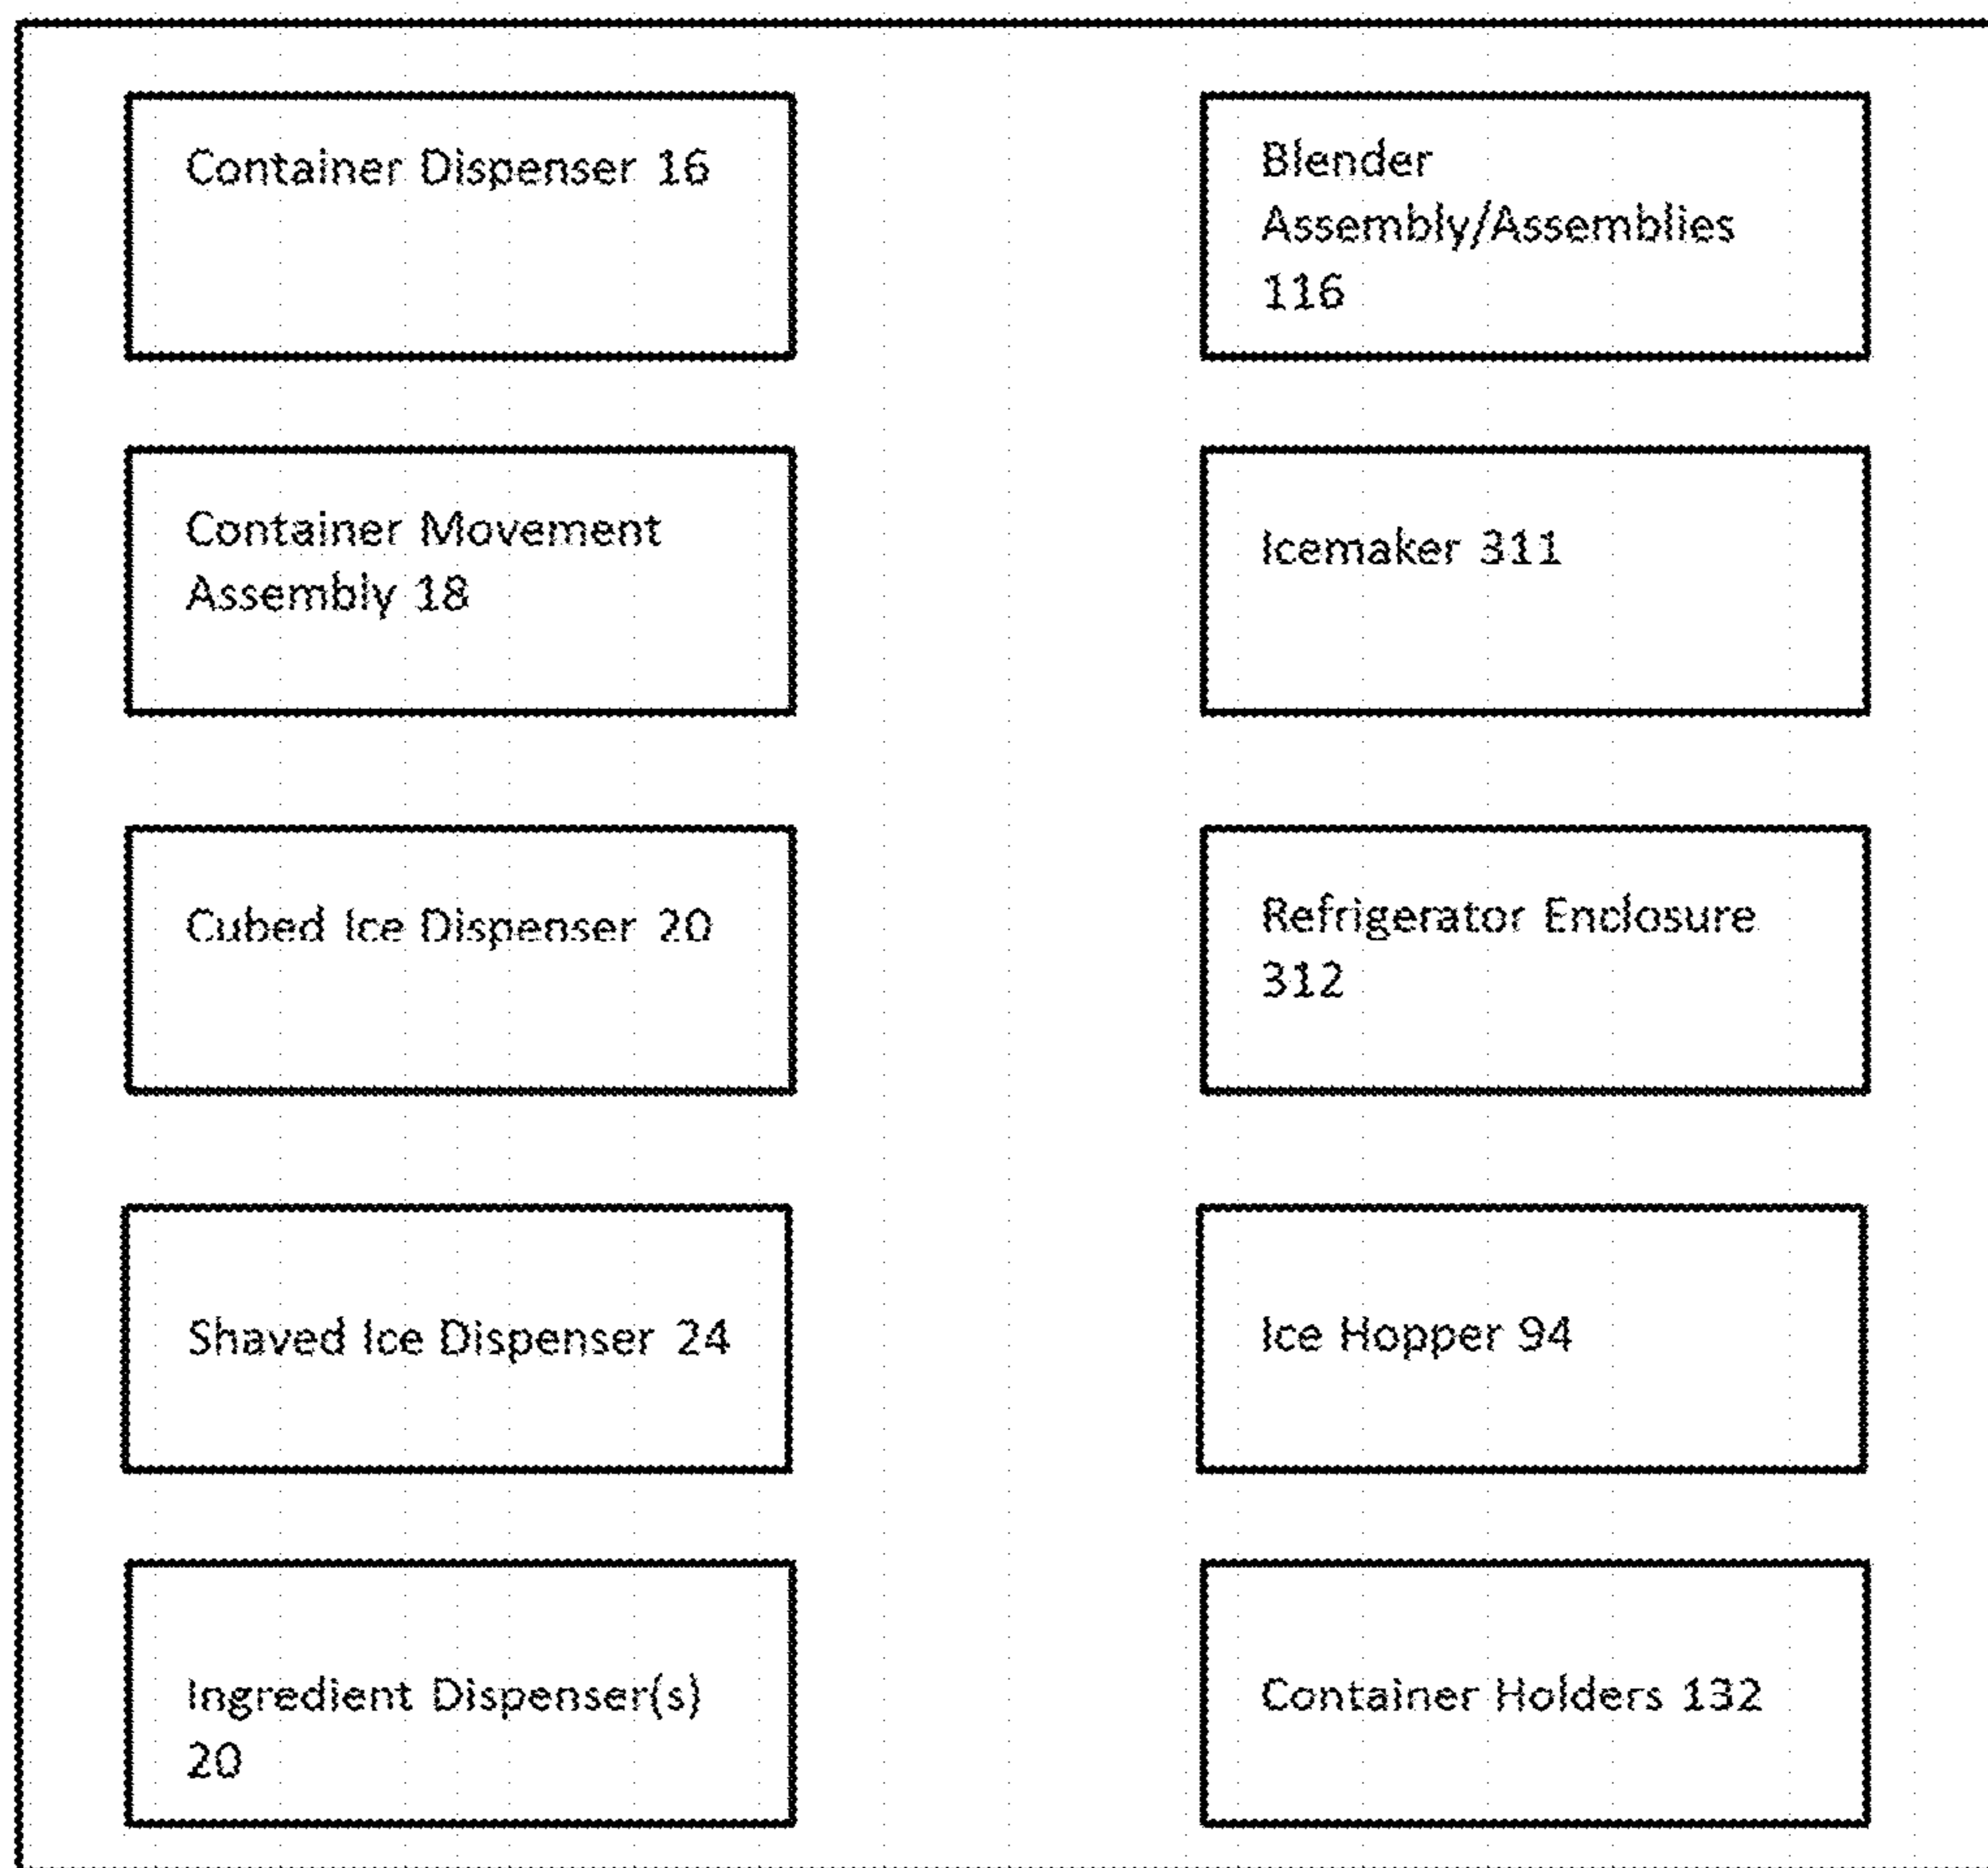 Container Dispenser 16
Container Movement
Assembly 18
Cubed Ice Dispenser 20
Shaved Ice Dispenser 24
Ingredient Dispenser(s)
20
Blender
Assembly/Assemblies
116
Icemaker 311
Refrigerator Enclosure
312
Ice Hopper 94
Container Holders 132